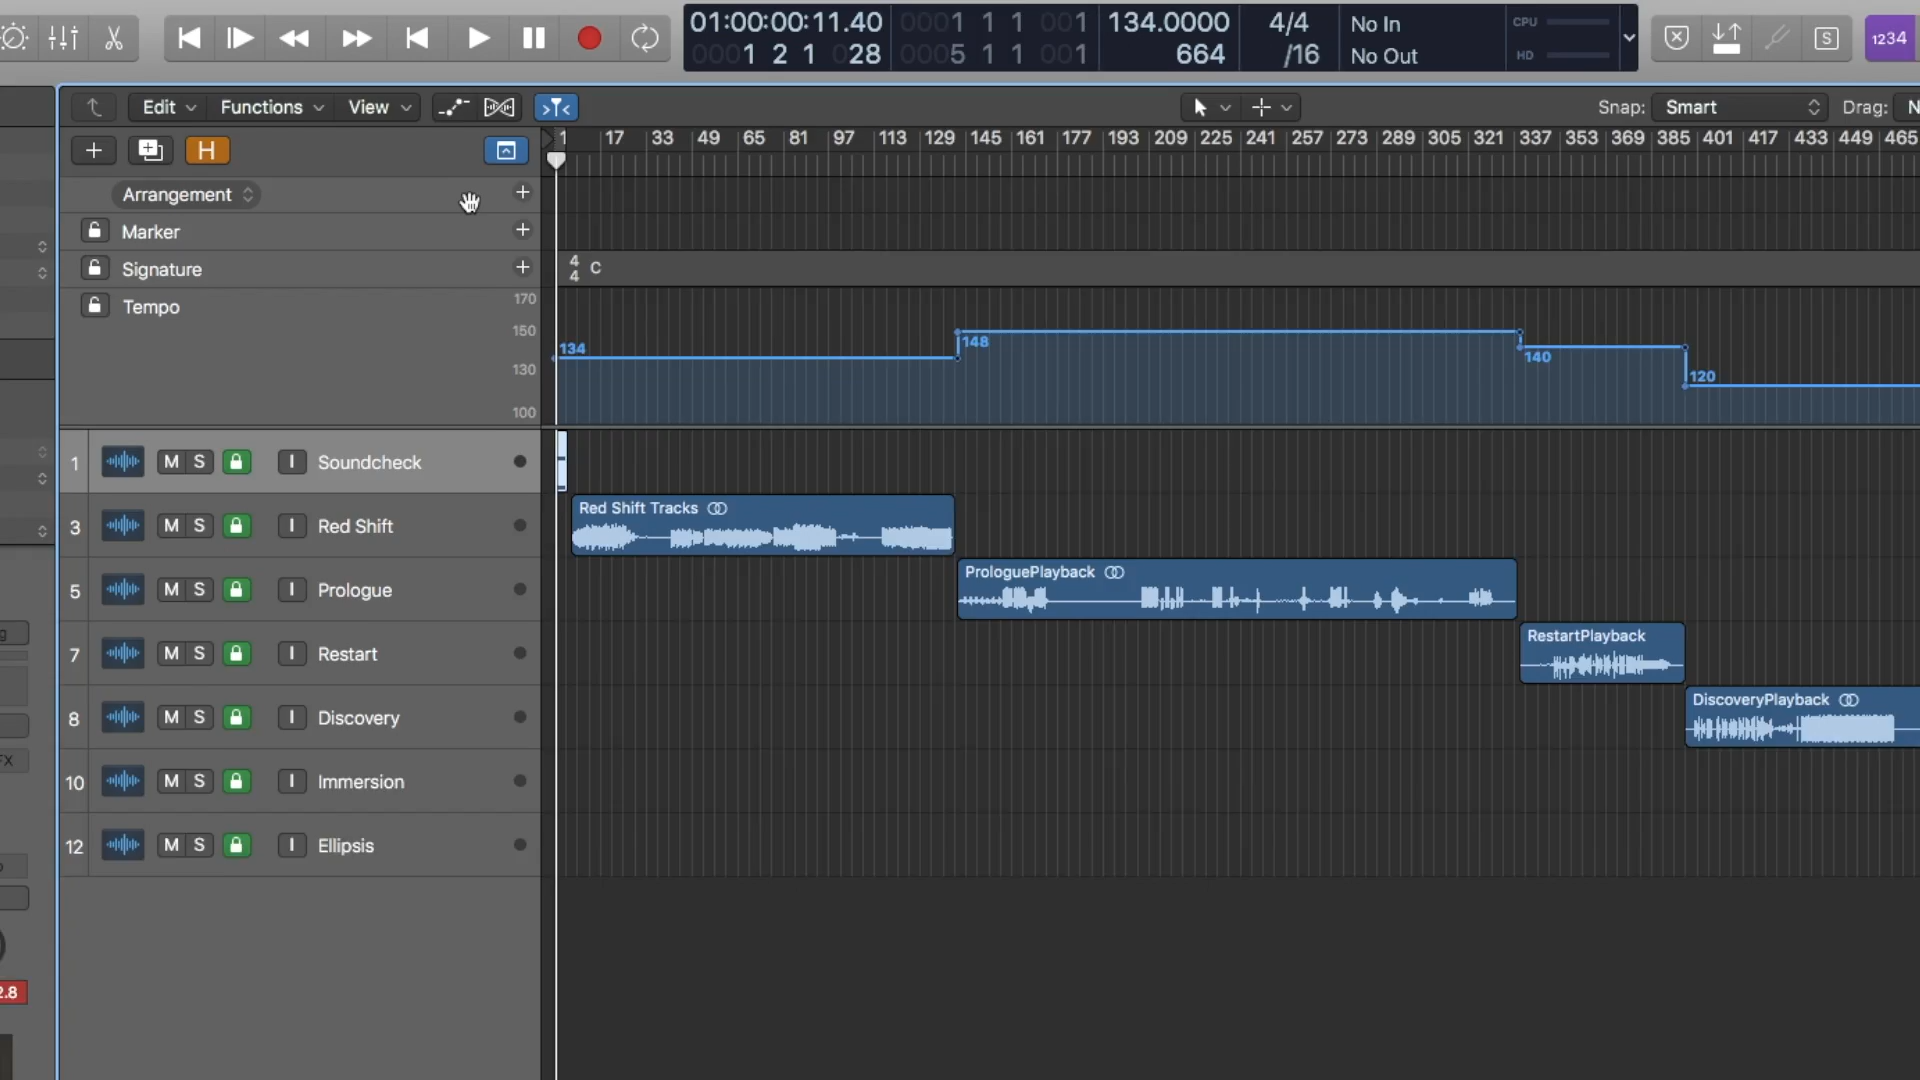 01:00:00:11.40 0001 1 1 001 134.0000 4/4 No In CPU
0001 2 1 028 0005 1 1 001 664 /16 No Out HD
S 1234
Edit Functions View Snap: Smart Drag: N
H 1 17 33 49 65 81 97 113 129 145 161 177 193 209 225 241 257 273 289 305 321 337 353 369 385 401 417 433 449 465
Arrangement +
Marker +
Signature + 4/4 C
Tempo 170
150
130
100
134 148 140 120
1 M S I Soundcheck
3 M S I Red Shift Red Shift Tracks
5 M S I Prologue ProloguePlayback
7 M S I Restart RestartPlayback
8 M S I Discovery DiscoveryPlayback
10 M S I Immersion
12 M S I Ellipsis
g
FX
2.8